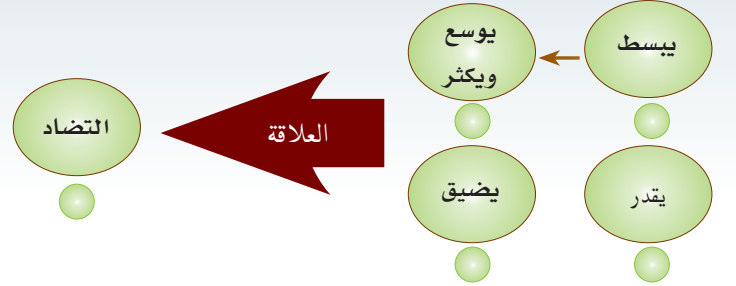 يبسط
يوسع
ويكثر
العلاقة
التضاد
يقدر
يضيق